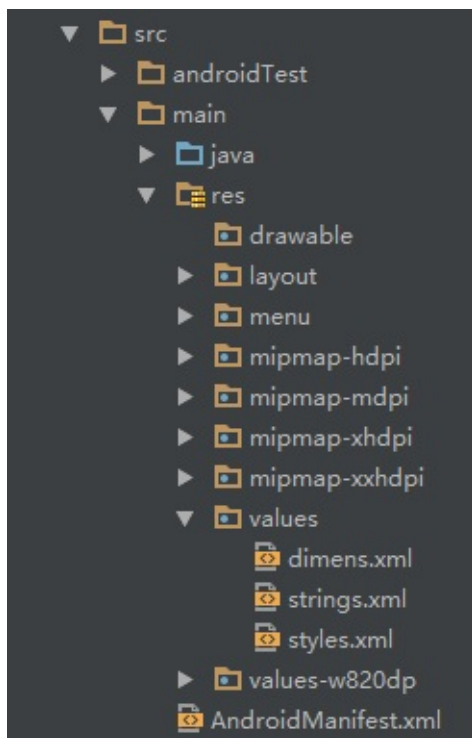 src
androidTest
main
java
res
drawable
layout
menu
mipmap-hdpi
mipmap-mdpi
mipmap-xhdpi
mipmap-xxhdpi
values
dimens.xml
strings.xml
styles.xml
values-w820dp
AndroidManifest.xml